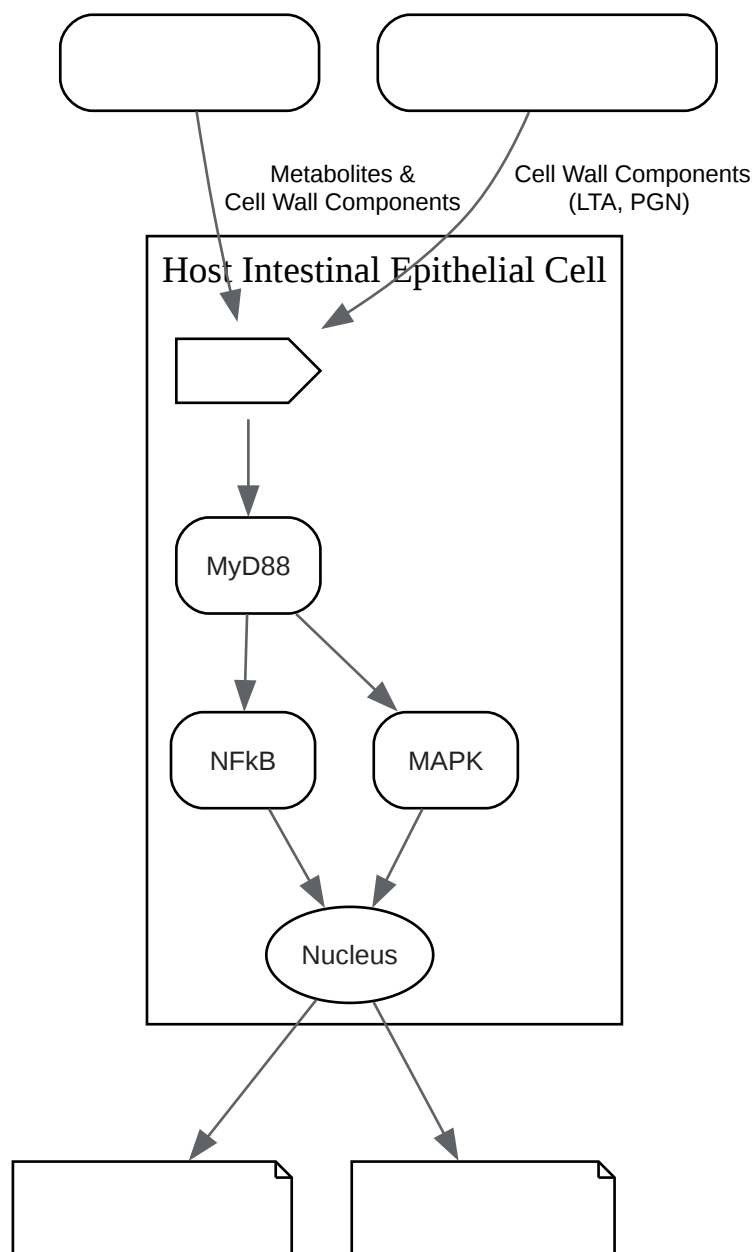 Metabolites &
Cell Wall Components
Cell Wall Components
(LTA, PGN)
Host Intestinal Epithelial Cell
MyD88
NFkB
MAPK
Nucleus